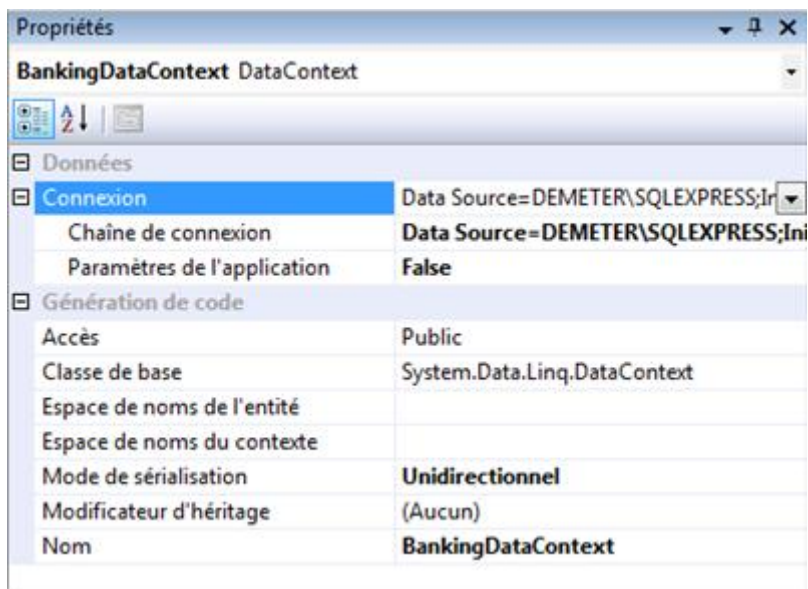 Propriétés
BankingDataContext DataContext
Données
Connexion Data Source=DEMETER\SQLEXPRESS;In
Chaîne de connexion Data Source=DEMETER\SQLEXPRESS;Ini
Paramètres de l'application False
Génération de code
Accès Public
Classe de base System.Data.Linq.DataContext
Espace de noms de l'entité
Espace de noms du contexte
Mode de sérialisation Unidirectionnel
Modificateur d'héritage (Aucun)
Nom BankingDataContext